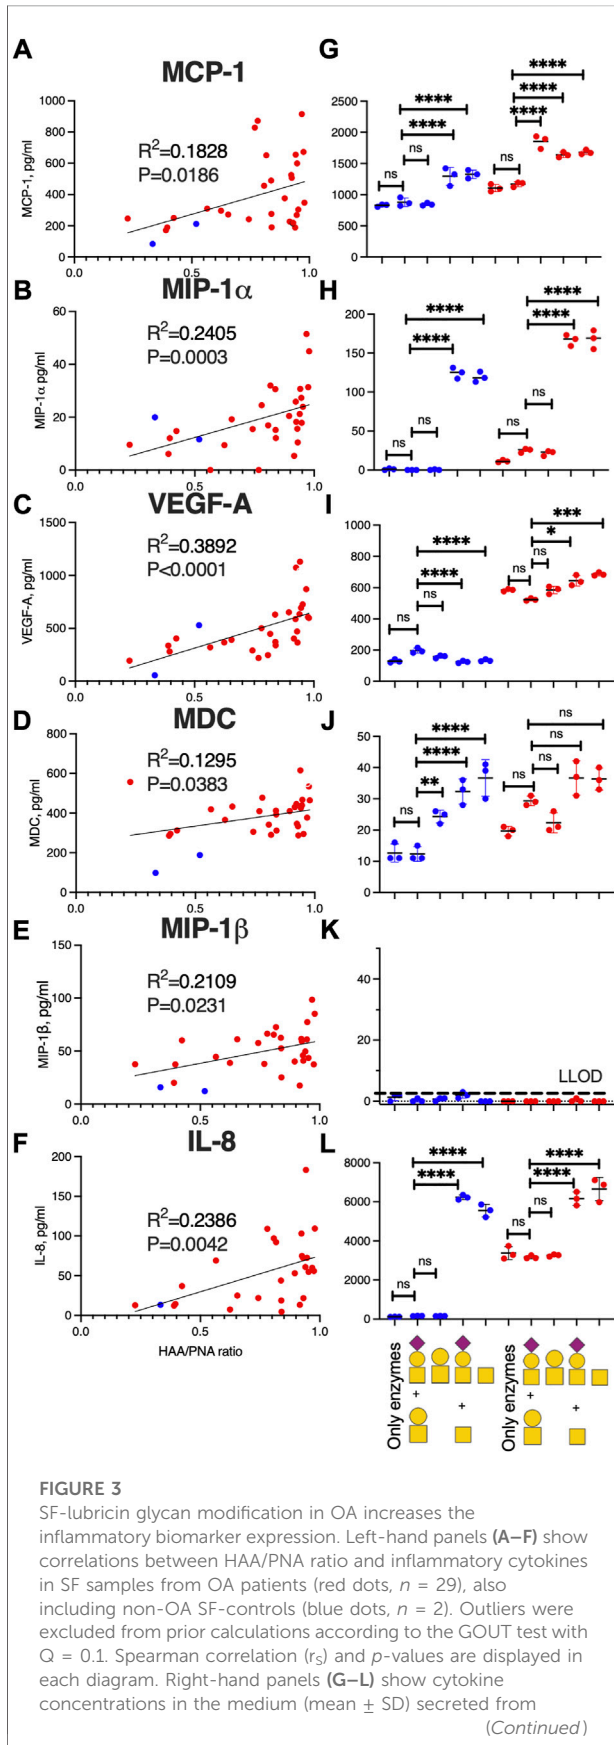 A
MCP-1
R2=0.1828
P=0.0186
MCP-1, pg/ml
1000
800
600
400
200
0
0.0
0.5
1.0
G
2500
2000
1500
1000
500
0
ns
ns
****
****
ns
****
****
****
B
MIP-1α
R2=0.2405
P=0.0003
MIP-1α pg/ml
60
40
20
0
0.0
0.5
1.0
H
200
150
100
50
0
ns
ns
****
****
ns
ns
****
****
C
VEGF-A
R2=0.3892
P<0.0001
VEGF-A, pg/ml
1500
1000
500
0
0.0
0.5
1.0
I
1000
800
600
400
200
0
ns
ns
****
****
ns
ns
*
***
D
MDC
R2=0.1295
P=0.0383
MDC, pg/ml
800
600
400
200
0
0.0
0.5
1.0
J
50
40
30
20
10
0
ns
**
****
****
ns
ns
ns
ns
E
MIP-1β
R2=0.2109
P=0.0231
MIP-1β, pg/ml
150
100
50
0
0.0
0.5
1.0
K
40
20
0
LLOD
F
IL-8
R2=0.2386
P=0.0042
IL-8, pg/ml
200
150
100
50
0
0.0
0.5
1.0
HAA/PNA ratio
L
8000
6000
4000
2000
0
ns
ns
****
****
ns
ns
****
****
Only enzymes
+
+
Only enzymes
+
+
FIGURE 3
SF-lubricin glycan modification in OA increases the
inflammatory biomarker expression. Left-hand panels (A–F) show
correlations between HAA/PNA ratio and inflammatory cytokines
in SF samples from OA patients (red dots, n = 29), also
including non-OA SF-controls (blue dots, n = 2). Outliers were
excluded from prior calculations according to the GOUT test with
Q = 0.1. Spearman correlation (rS) and p-values are displayed in
each diagram. Right-hand panels (G–L) show cytokine
concentrations in the medium (mean ± SD) secreted from
(Continued)